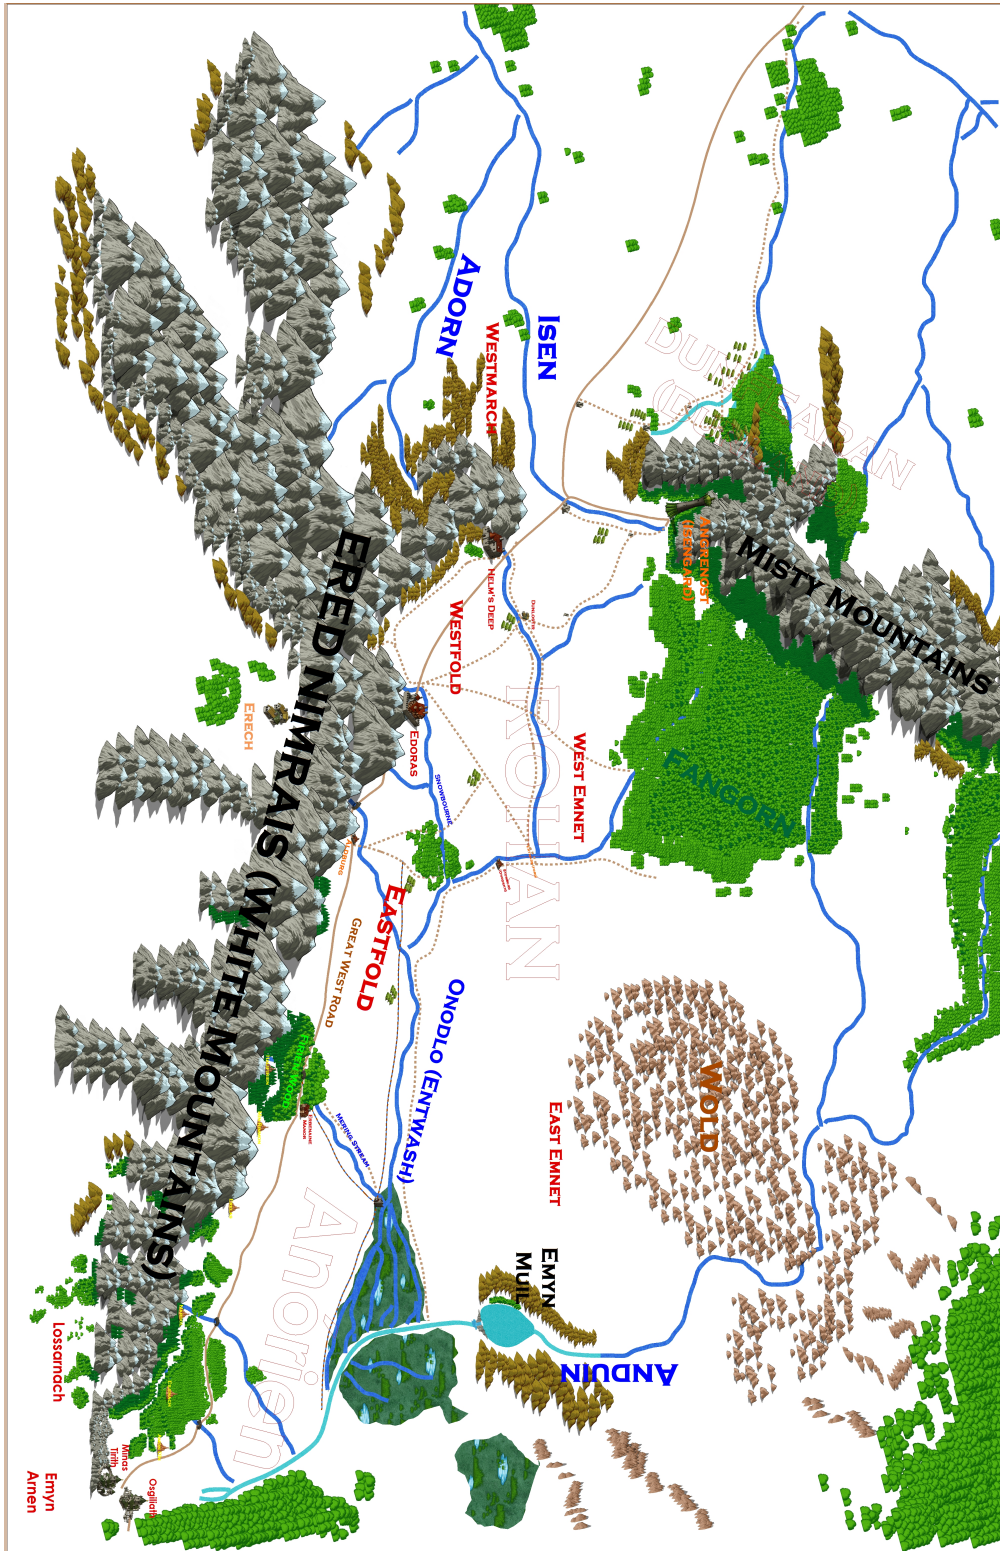 MISTY MOUNTAINS
ANGRENOST
(ISENGARD)
FANGORN
WOLD
ISEN
WESTMARCH
ADORN
HELM'S DEEP
WESTFOLD
WEST EMNET
ROHAN
EAST EMNET
EMYN
MUIL
ANDUIN
EDORAS
SNOWBOURNE
ALDBURG
EASTFOLD
ONODLO (ENTWASH)
GREAT WEST ROAD
MERING STREAM
Anórien
ERED NIMRAIS (WHITE MOUNTAINS)
ERECH
Lossarnach
Minas
Tirith
Osgiliath
Emyn
Arnen